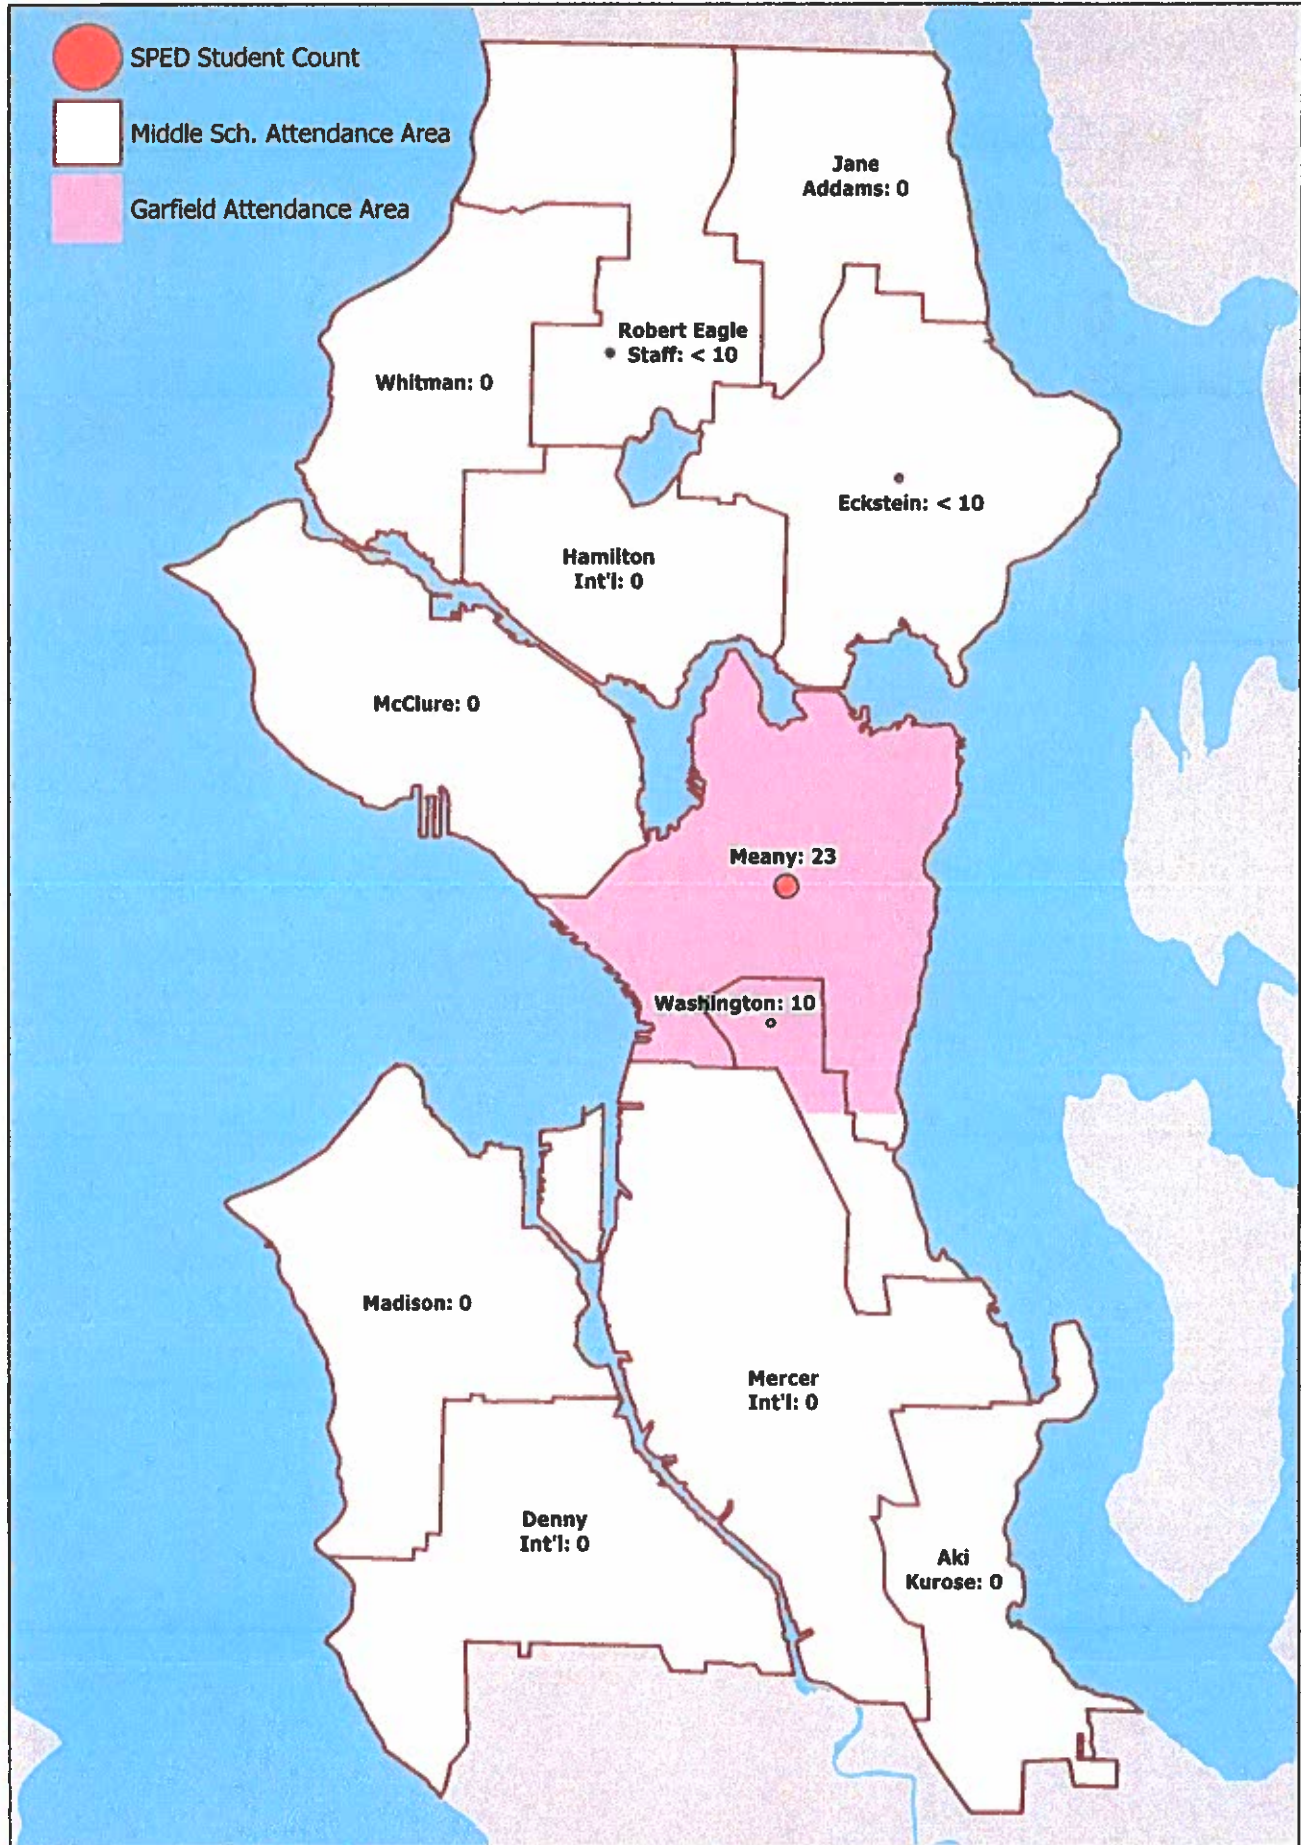 SPED Student Count
Middle Sch. Attendance Area
Garfield Attendance Area
Jane
Addams: 0
Robert Eagle
Staff: < 10
Whitman: 0
Eckstein: < 10
Hamilton
Int'l: 0
McClure: 0
Meany: 23
Washington: 10
Madison: 0
Mercer
Int'l: 0
Denny
Int'l: 0
Aki
Kurose: 0